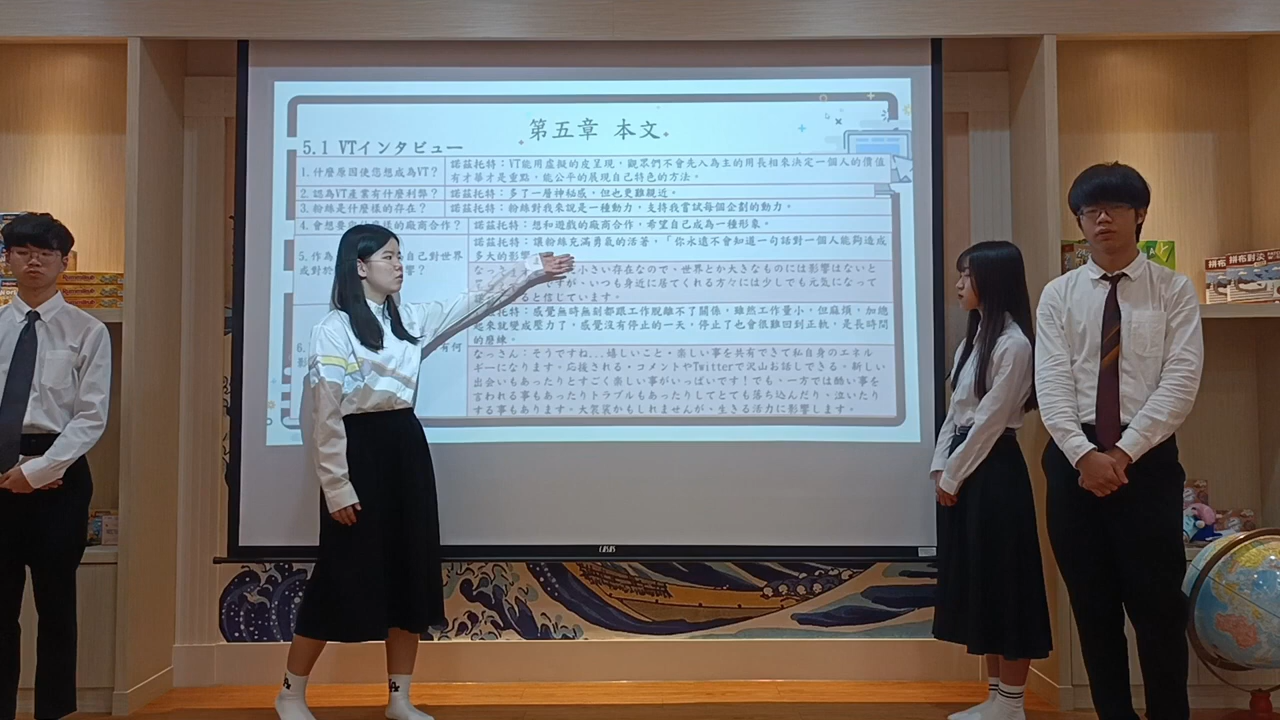 第五章 本文
5.1 VTインタビュー
1.什麼原因使您想成為VT?
諾茲托特:VT能用虛擬的皮呈現,觀眾們不會先入為主的用長相來決定一個人的價值
有才華才是重點,能公平的展現自己特色的方法。
2.認為VT產業有什麼利弊?
諾茲托特:多了一層神秘感,但也更難親近。
3.粉絲是什麼樣的存在?
諾茲托特:粉絲對我來說是一種動力,支持我嘗試每個企劃的動力。
4.會想要
樣的廠商合作?
諾茲托特:想和遊戲的廠商合作,希望自己成為一種形象。
5.作為
自己對世界
或對於
響?
諾茲托特:讓粉絲充滿勇氣的活著,「你永遠不會知道一句話對一個人能夠造成
多大的影響
なっさ
小さい存在なので、世界とか大きなものには影響はないと
すが、いつも身近に居てくれる方々には少しでも元気になって
ると信じています。
6.
有何
影
感覺無時無刻都跟工作脫離不了關係,雖然工作量小,但麻煩,加總
起來就變成壓力了,感覺沒有停止的一天,停止了也會很難回到正軌,是長時間
的磨練。
なっさん:そうですね...嬉しいこと・楽しい事を共有できて私自身のエネル
ギーになります。応援される・コメントやTwitterで沢山お話しできる。新しい
出会いもあったりとすごく楽しい事がいっぱいです!でも、一方では酷い事を
言われる事もあったりトラブルもあったりしてとても落ち込んだり、泣いたり
する事もあります。大袈裟かもしれませんが、生きる活力に影響します。
拼布
拼布對決